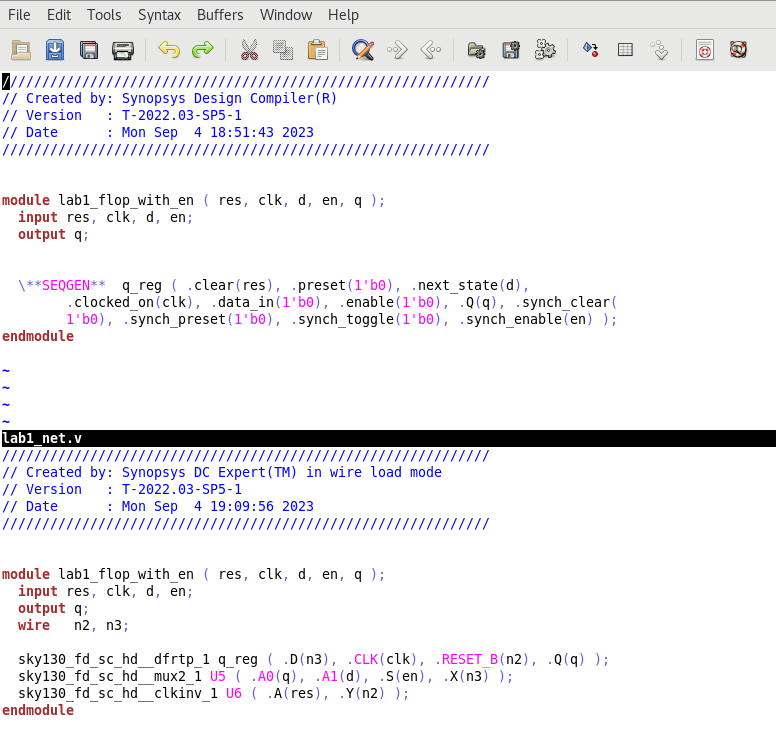 File Edit Tools Syntax Buffers Window Help
//////////////////////////////////////////////////////////////
// Created by: Synopsys Design Compiler(R)
// Version   : T-2022.03-SP5-1
// Date      : Mon Sep  4 18:51:43 2023
//////////////////////////////////////////////////////////////
module lab1_flop_with_en ( res, clk, d, en, q );
  input res, clk, d, en;
  output q;
  \**SEQGEN**  q_reg ( .clear(res), .preset(1'b0), .next_state(d),
        .clocked_on(clk), .data_in(1'b0), .enable(1'b0), .Q(q), .synch_clear(
        1'b0), .synch_preset(1'b0), .synch_toggle(1'b0), .synch_enable(en) );
endmodule
~
~
~
~
lab1_net.v
//////////////////////////////////////////////////////////////
// Created by: Synopsys DC Expert(TM) in wire load mode
// Version   : T-2022.03-SP5-1
// Date      : Mon Sep  4 19:09:56 2023
//////////////////////////////////////////////////////////////
module lab1_flop_with_en ( res, clk, d, en, q );
  input res, clk, d, en;
  output q;
  wire   n2, n3;
  sky130_fd_sc_hd__dfrtp_1 q_reg ( .D(n3), .CLK(clk), .RESET_B(n2), .Q(q) );
  sky130_fd_sc_hd__mux2_1 U5 ( .A0(q), .A1(d), .S(en), .X(n3) );
  sky130_fd_sc_hd__clkinv_1 U6 ( .A(res), .Y(n2) );
endmodule